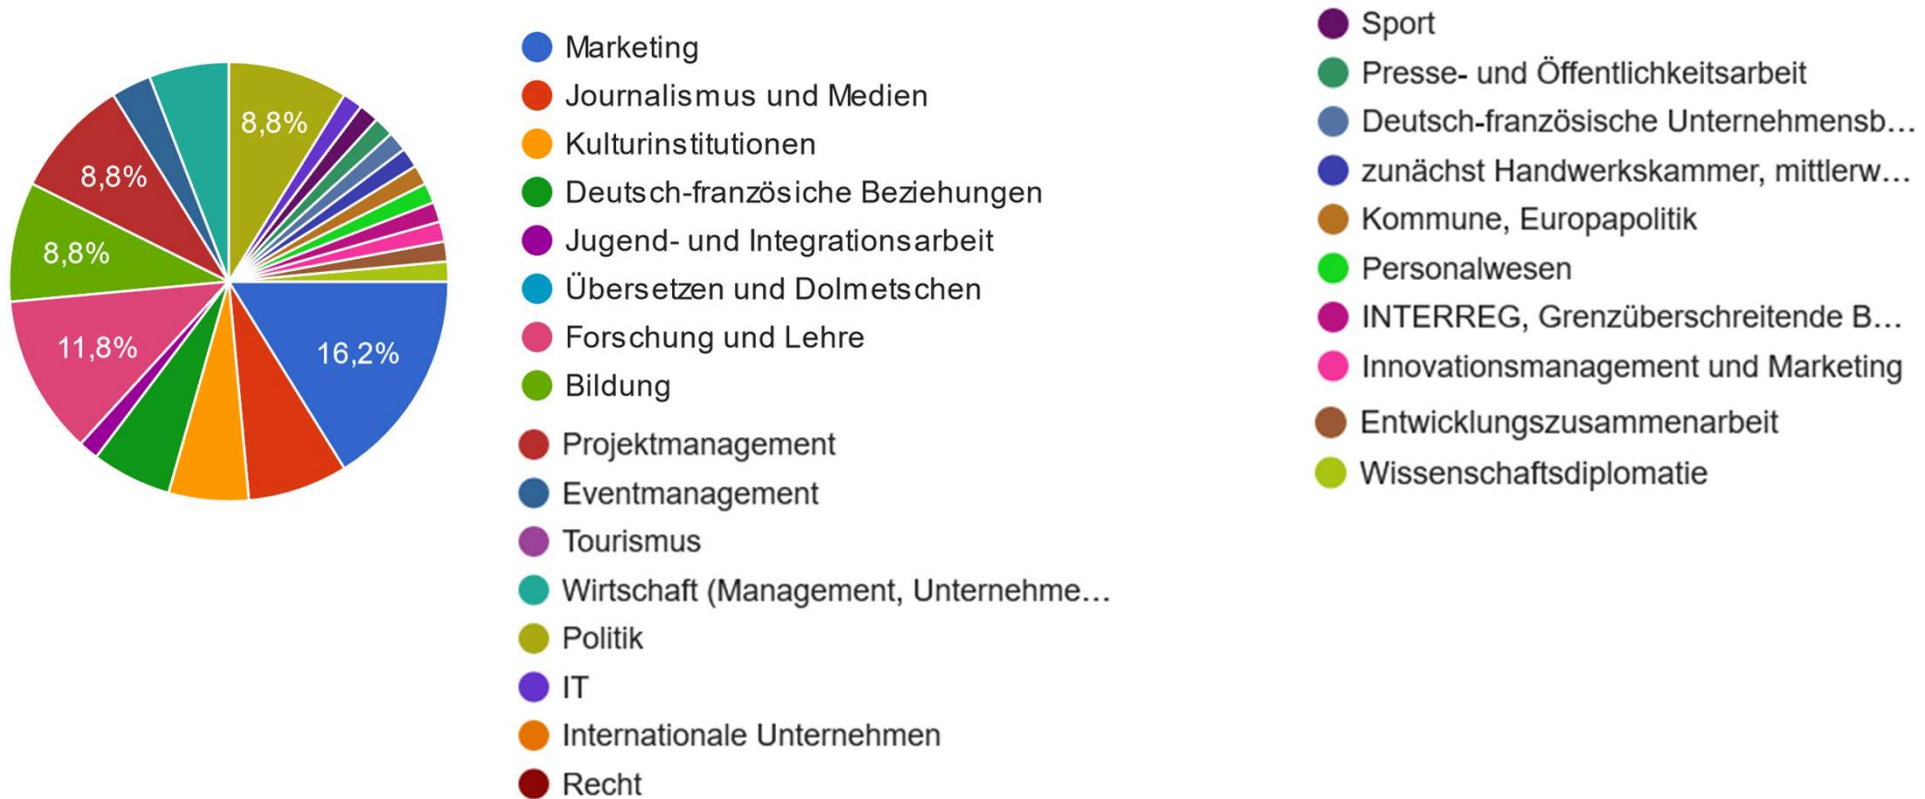 8,8%
8,8%
8,8%
11,8%
16,2%
Marketing
Journalismus und Medien
Kulturinstitutionen
Deutsch-französiche Beziehungen
Jugend- und Integrationsarbeit
Übersetzen und Dolmetschen
Forschung und Lehre
Bildung
Projektmanagement
Eventmanagement
Tourismus
Wirtschaft (Management, Unternehme...
Politik
IT
Internationale Unternehmen
Recht
Sport
Presse- und Öffentlichkeitsarbeit
Deutsch-französische Unternehmensb...
zunächst Handwerkskammer, mittlerw...
Kommune, Europapolitik
Personalwesen
INTERREG, Grenzüberschreitende B...
Innovationsmanagement und Marketing
Entwicklungszusammenarbeit
Wissenschaftsdiplomatie